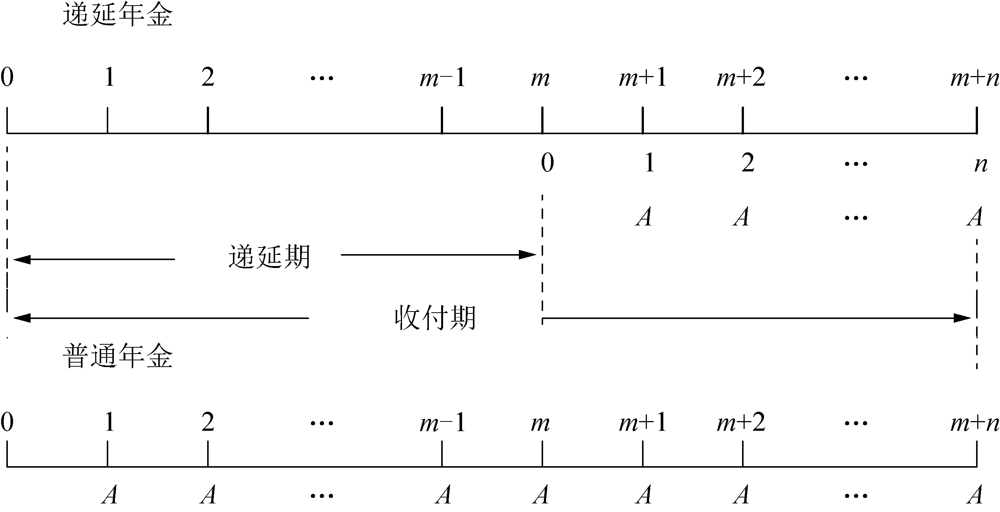 递延年金
0 1 2 … m−1 m m+1 m+2 … m+n
0 1 2 … n
A A … A
递延期
收付期
普通年金
0 1 2 … m−1 m m+1 m+2 … m+n
A A … A A A A … A